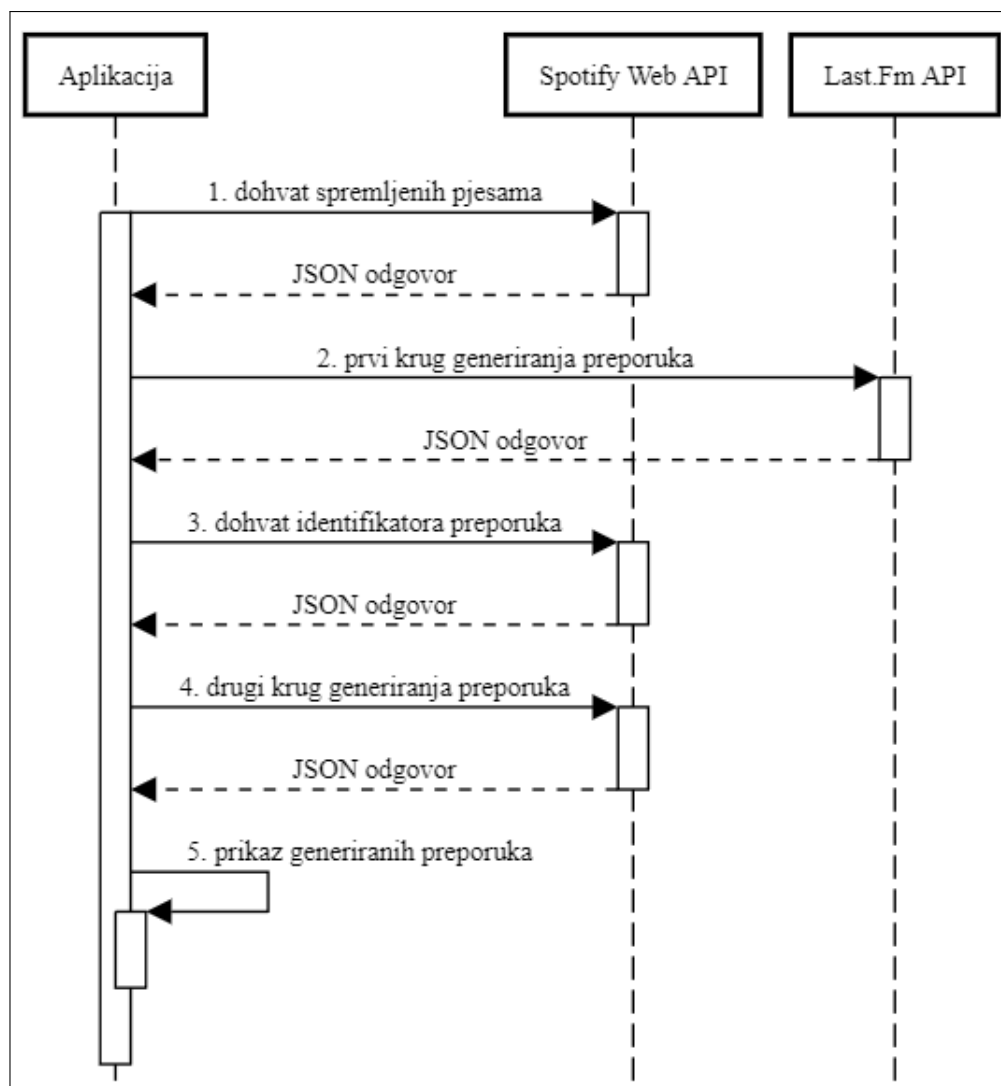 Aplikacija
Spotify Web API
Last.Fm API
1. dohvat spremljenih pjesama
JSON odgovor
2. prvi krug generiranja preporuka
JSON odgovor
3. dohvat identifikatora preporuka
JSON odgovor
4. drugi krug generiranja preporuka
JSON odgovor
5. prikaz generiranih preporuka